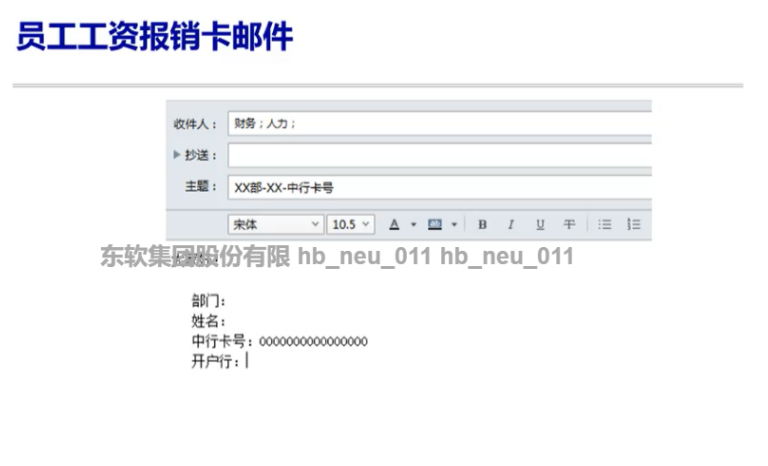 员工工资报销卡邮件
收件人： 财务；人力；
抄送：
主题： XX部-XX-中行卡号
宋体 10.5 A B I U
东软集团股份有限 hb_neu_011 hb_neu_011
部门：
姓名：
中行卡号：0000000000000000
开户行：